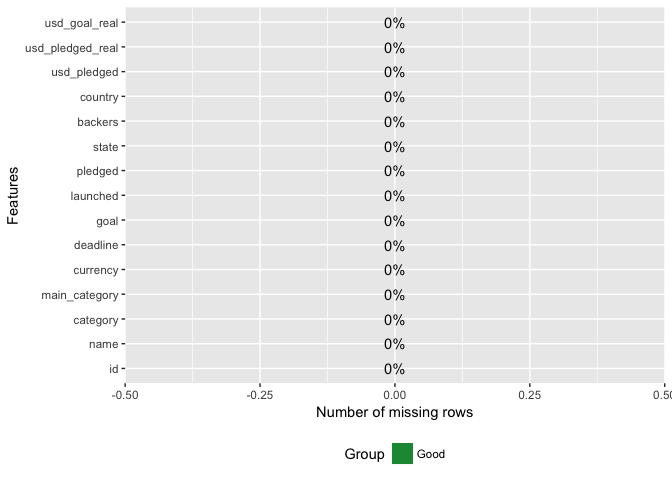 usd_goal_real 0%
usd_pledged_real 0%
usd_pledged 0%
country 0%
backers 0%
state 0%
pledged 0%
launched 0%
goal 0%
deadline 0%
currency 0%
main_category 0%
category 0%
name 0%
id 0%
Features
-0.50 -0.25 0.00 0.25 0.50
Number of missing rows
Group Good